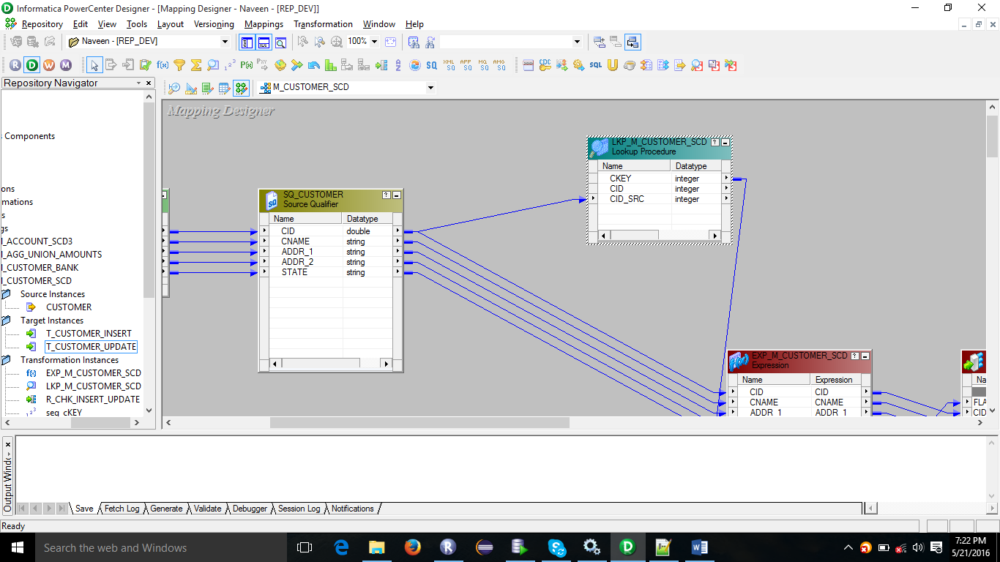 Informatica PowerCenter Designer - [Mapping Designer - Naveen - [REP_DEV]]
Repository Edit View Tools Layout Versioning Mappings Transformation Window Help
Naveen - [REP_DEV] 100%
R D W M f(x) P(x) SQ XML SQ APP SQ MQ SQ AMG SQ CDC SQL
Repository Navigator
M_CUSTOMER_SCD
Mapping Designer
Components
ons
mations
s
gs
I_ACCOUNT_SCD3
I_AGG_UNION_AMOUNTS
I_CUSTOMER_BANK
I_CUSTOMER_SCD
Source Instances
CUSTOMER
Target Instances
T_CUSTOMER_INSERT
T_CUSTOMER_UPDATE
Transformation Instances
EXP_M_CUSTOMER_SCD
LKP_M_CUSTOMER_SCD
R_CHK_INSERT_UPDATE
seq_cKEY
SQ_CUSTOMER
Source Qualifier
Name Datatype
CID double
CNAME string
ADDR_1 string
ADDR_2 string
STATE string
LKP_M_CUSTOMER_SCD
Lookup Procedure
Name Datatype
CKEY integer
CID integer
CID_SRC integer
EXP_M_CUSTOMER_SCD
Expression
Name Expression
CID CID
CNAME CNAME
ADDR_1 ADDR_1
Na
FLA
CID
Output Windo
Save Fetch Log Generate Validate Debugger Session Log Notifications
Ready
Search the web and Windows
7:22 PM
5/21/2016